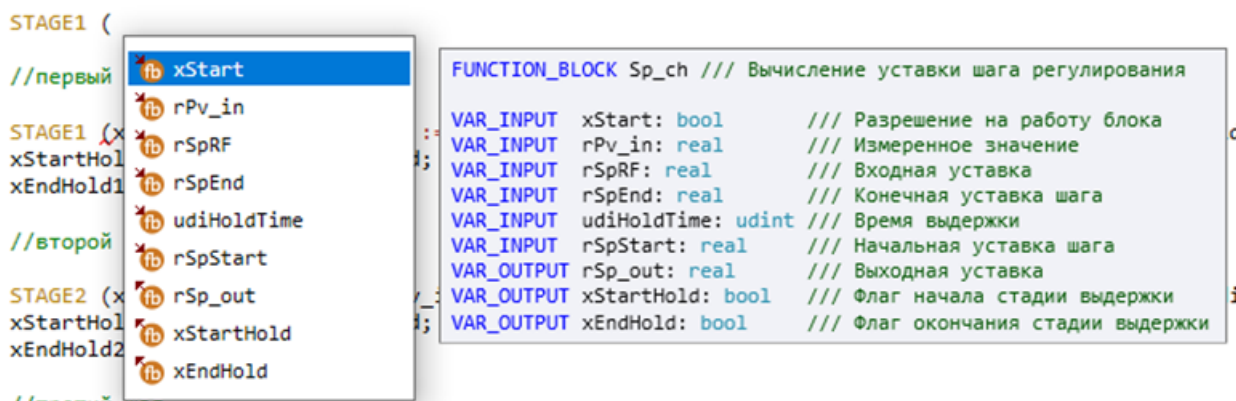 STAGE1 (
//первый
STAGE1 (x
xStartHol
xEndHold1
//второй
STAGE2 (x
xStartHol
xEndHold2
xStart
rPv_in
rSpRF
rSpEnd
udiHoldTime
rSpStart
rSp_out
xStartHold
xEndHold
FUNCTION_BLOCK Sp_ch /// Вычисление уставки шага регулирования
VAR_INPUT xStart: bool /// Разрешение на работу блока
VAR_INPUT rPv_in: real /// Измеренное значение
VAR_INPUT rSpRF: real /// Входная уставка
VAR_INPUT rSpEnd: real /// Конечная уставка шага
VAR_INPUT udiHoldTime: udint /// Время выдержки
VAR_INPUT rSpStart: real /// Начальная уставка шага
VAR_OUTPUT rSp_out: real /// Выходная уставка
VAR_OUTPUT xStartHold: bool /// Флаг начала стадии выдержки
VAR_OUTPUT xEndHold: bool /// Флаг окончания стадии выдержки